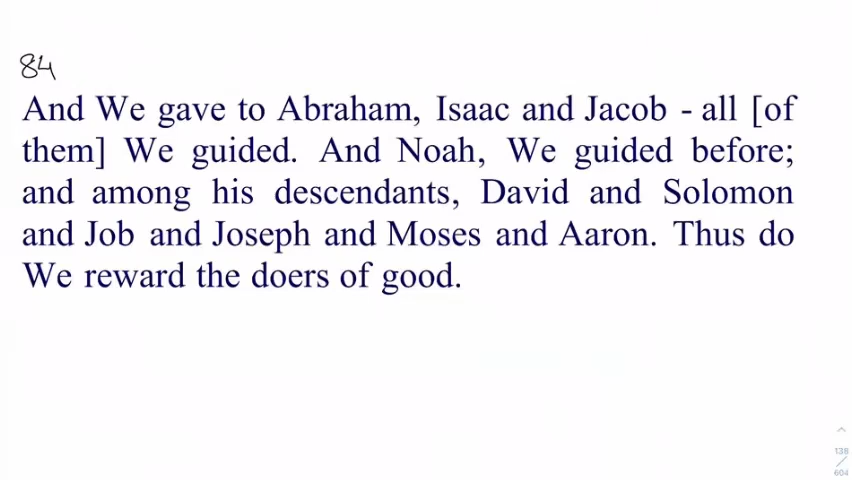 84
And We gave to Abraham, Isaac and Jacob - all [of
them] We guided. And Noah, We guided before;
and among his descendants, David and Solomon
and Job and Joseph and Moses and Aaron. Thus do
We reward the doers of good.
138
/
604